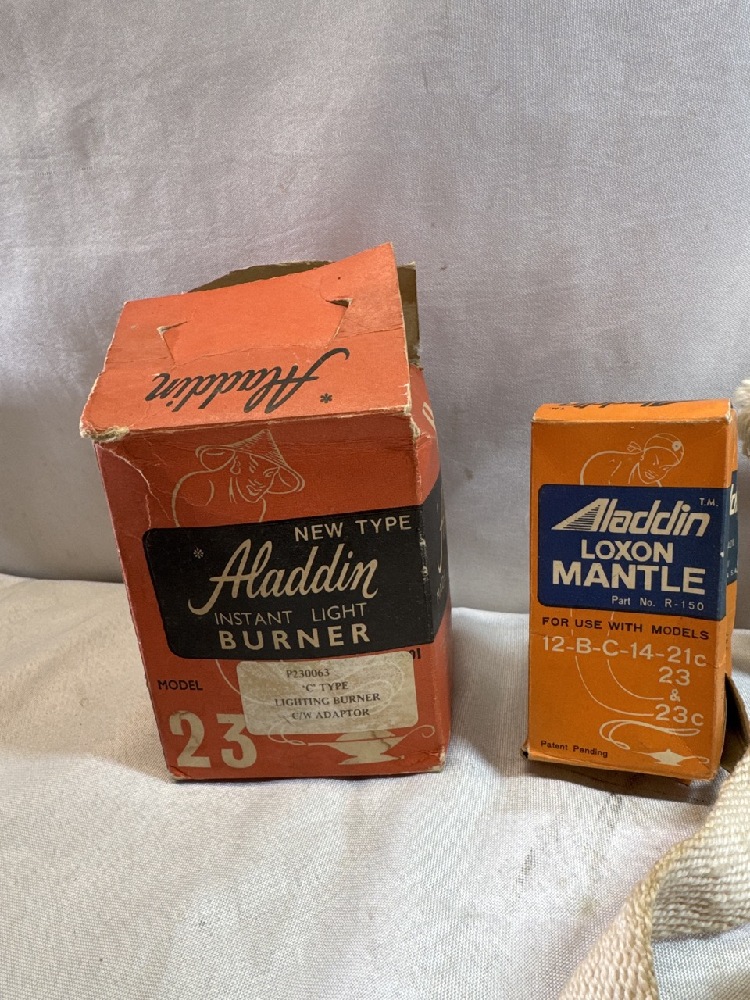 *Aladdin
NEW TYPE
*Aladdin
INSTANT LIGHT
BURNER
01
P230063
"C" TYPE
LIGHTING BURNER
C/W ADAPTOR
MODEL
23
Aladdin T.M.
LOXON
MANTLE
Part No. R-150
FOR USE WITH MODELS
12-B-C-14-21c
23
&
23c
Patent Pending